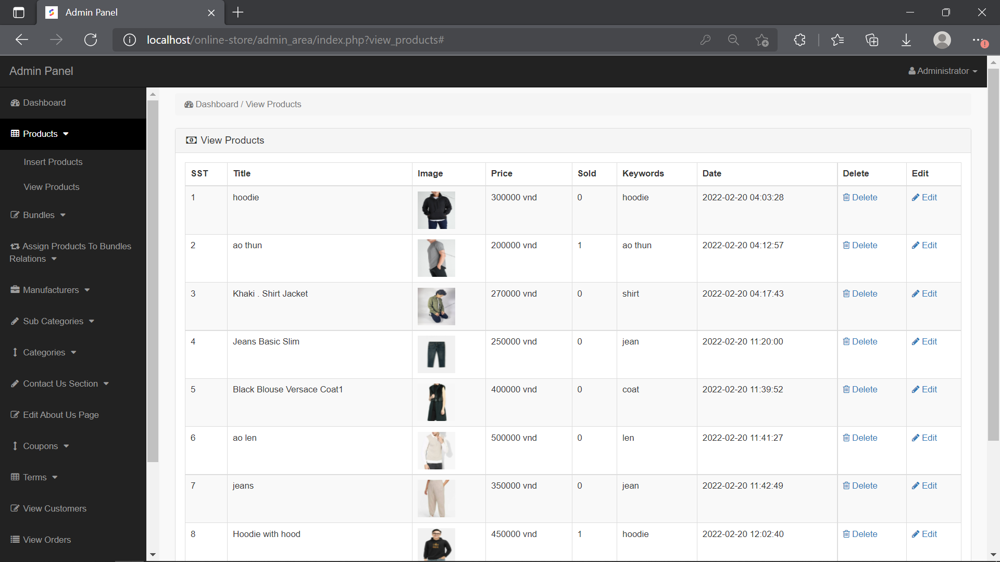 Admin Panel
localhost/online-store/admin_area/index.php?view_products#
Admin Panel
Administrator
Dashboard
Products
Insert Products
View Products
Bundles
Assign Products To Bundles
Relations
Manufacturers
Sub Categories
Categories
Contact Us Section
Edit About Us Page
Coupons
Terms
View Customers
View Orders
Dashboard / View Products
View Products
SST Title Image Price Sold Keywords Date Delete Edit
1 hoodie 300000 vnd 0 hoodie 2022-02-20 04:03:28 Delete Edit
2 ao thun 200000 vnd 1 ao thun 2022-02-20 04:12:57 Delete Edit
3 Khaki . Shirt Jacket 270000 vnd 0 shirt 2022-02-20 04:17:43 Delete Edit
4 Jeans Basic Slim 250000 vnd 0 jean 2022-02-20 11:20:00 Delete Edit
5 Black Blouse Versace Coat1 400000 vnd 0 coat 2022-02-20 11:39:52 Delete Edit
6 ao len 500000 vnd 0 len 2022-02-20 11:41:27 Delete Edit
7 jeans 350000 vnd 0 jean 2022-02-20 11:42:49 Delete Edit
8 Hoodie with hood 450000 vnd 1 hoodie 2022-02-20 12:02:40 Delete Edit